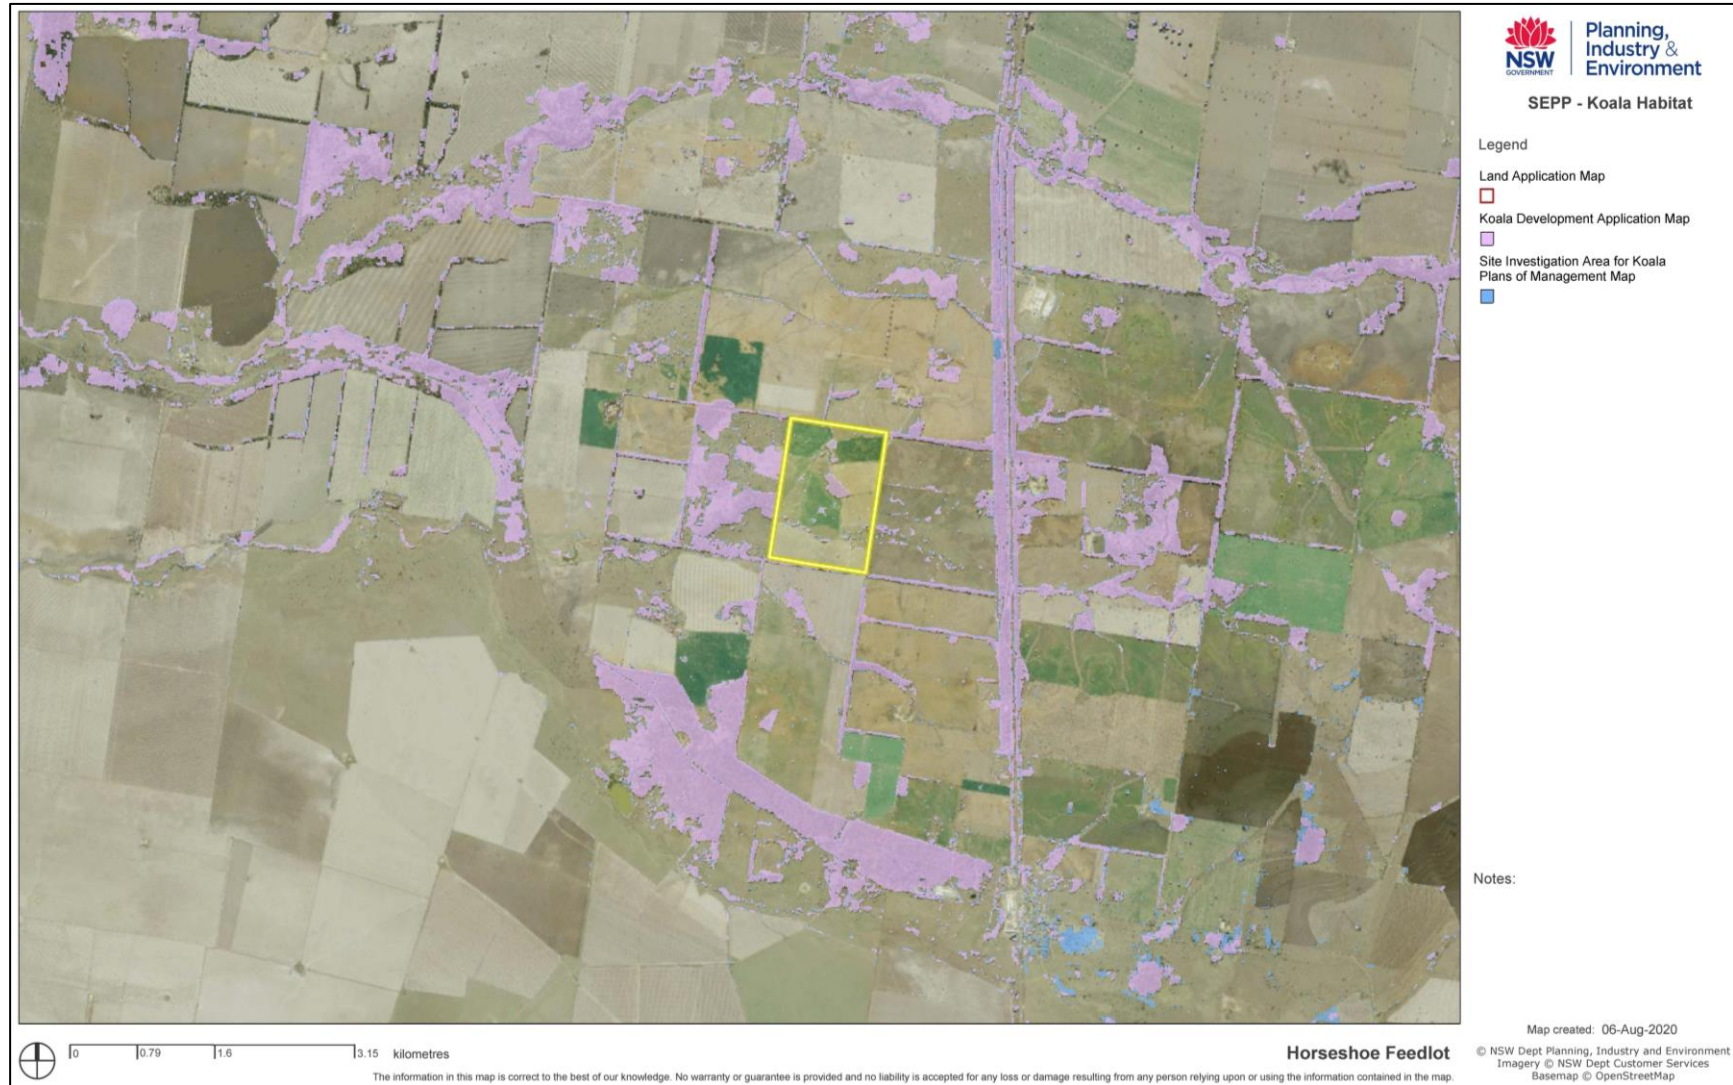 NSW
GOVERNMENT
Planning,
Industry &
Environment
SEPP - Koala Habitat
Legend
Land Application Map
Koala Development Application Map
Site Investigation Area for Koala
Plans of Management Map
Notes:
Map created: 06-Aug-2020
0 0.79 1.6 3.15 kilometres
Horseshoe Feedlot
© NSW Dept Planning, Industry and Environment
Imagery © NSW Dept Customer Services
Basemap © OpenStreetMap
The information in this map is correct to the best of our knowledge. No warranty or guarantee is provided and no liability is accepted for any loss or damage resulting from any person relying upon or using the information contained in the map.